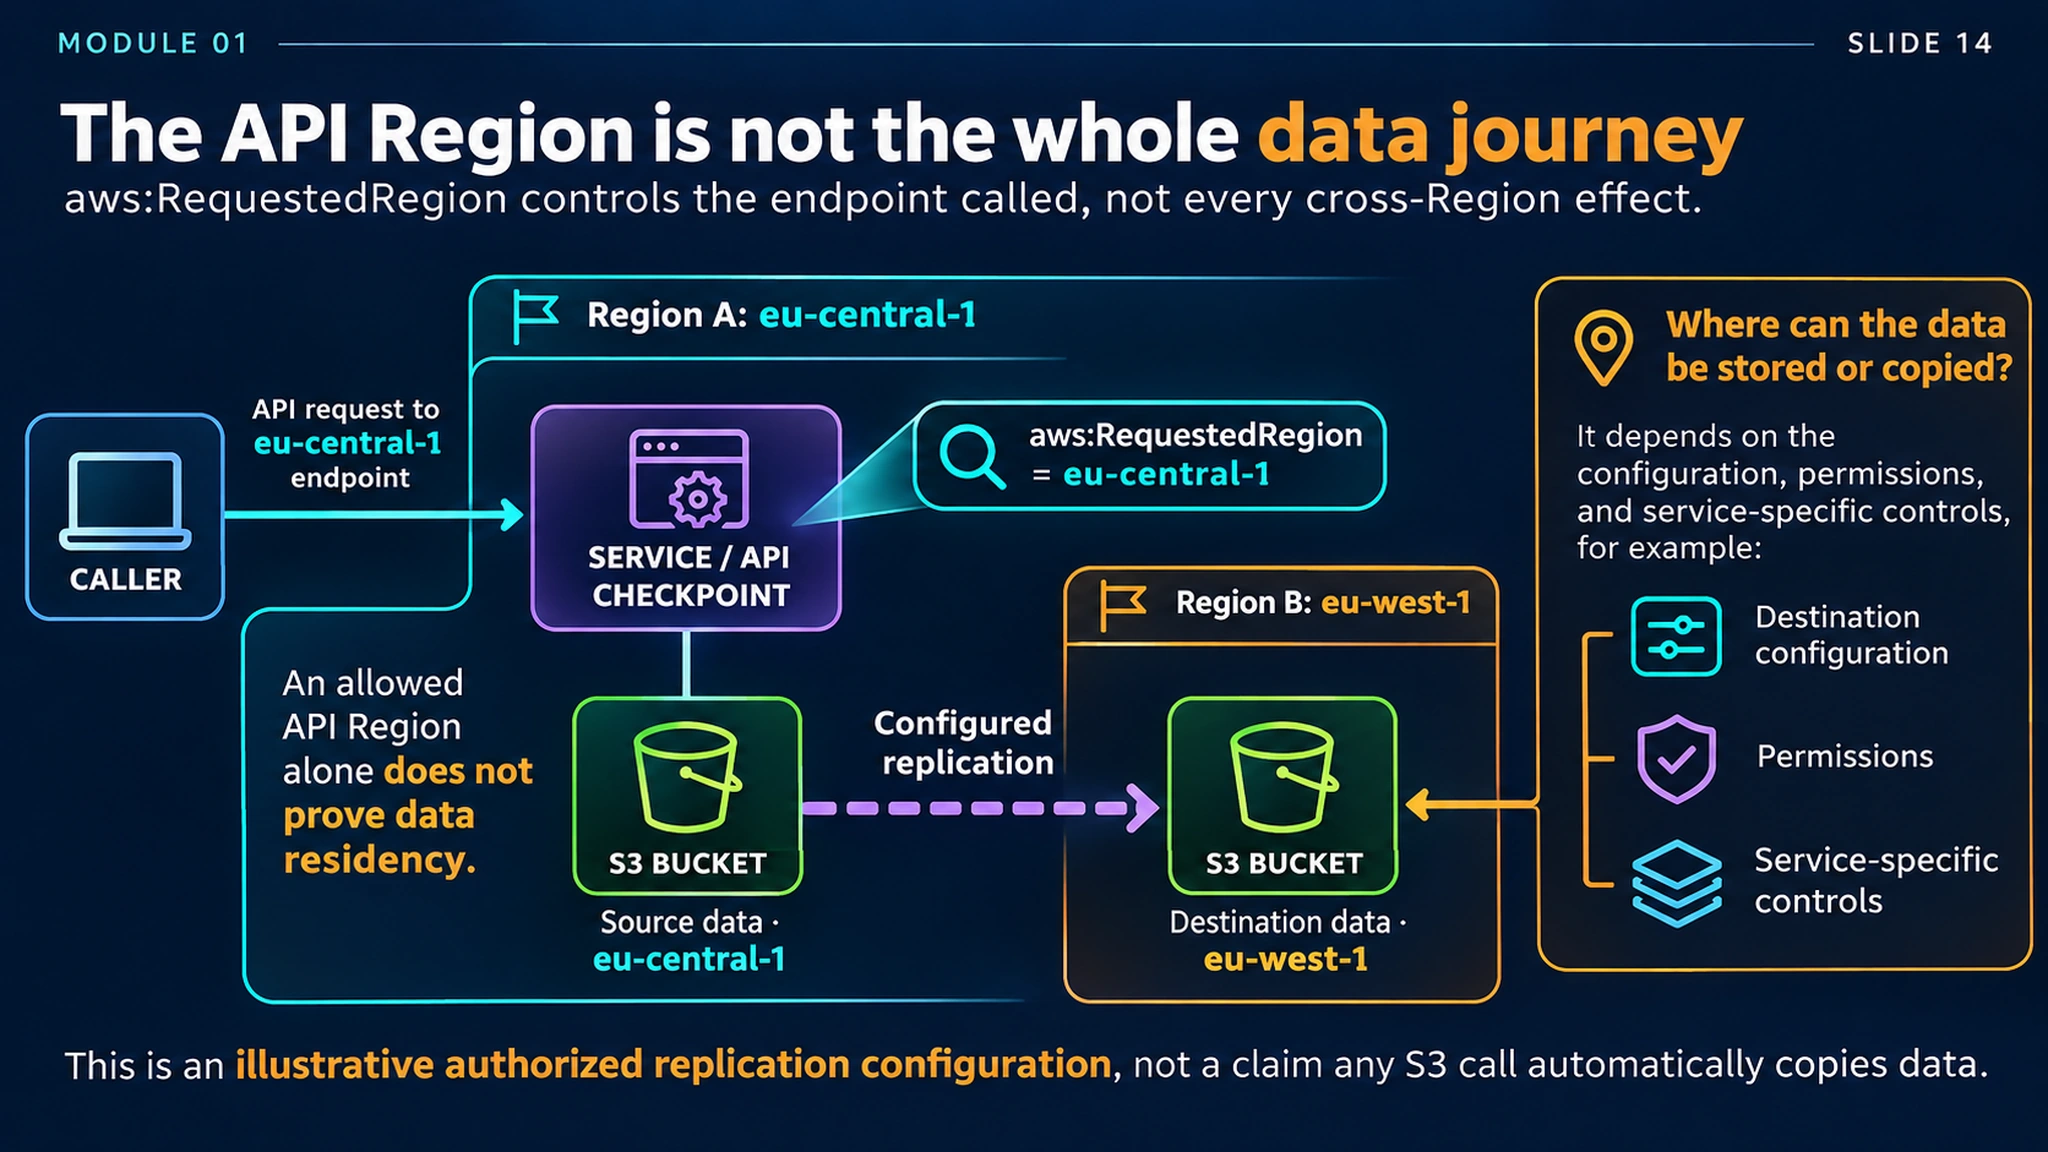 MODULE 01
SLIDE 14
The API Region is not the whole data journey
aws:RequestedRegion controls the endpoint called, not every cross-Region effect.
Region A: eu-central-1
API request to
eu-central-1
endpoint
CALLER
SERVICE / API
CHECKPOINT
aws:RequestedRegion
= eu-central-1
An allowed
API Region
alone does not
prove data
residency.
S3 BUCKET
Source data ·
eu-central-1
Configured
replication
Region B: eu-west-1
S3 BUCKET
Destination data ·
eu-west-1
Where can the data
be stored or copied?
It depends on the
configuration, permissions,
and service-specific controls,
for example:
Destination
configuration
Permissions
Service-specific
controls
This is an illustrative authorized replication configuration, not a claim any S3 call automatically copies data.